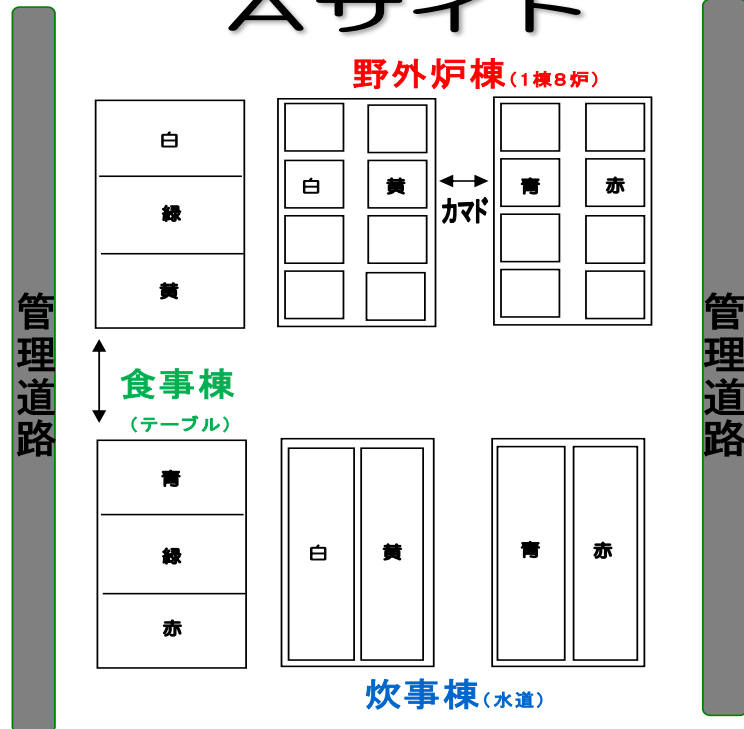 サイト
野外炉棟(1棟8炉)
白
緑
黄
白
黄
カマド
青
赤
管理道路
管理道路
食事棟
(テーブル)
青
緑
赤
白
黄
青
赤
炊事棟(水道)